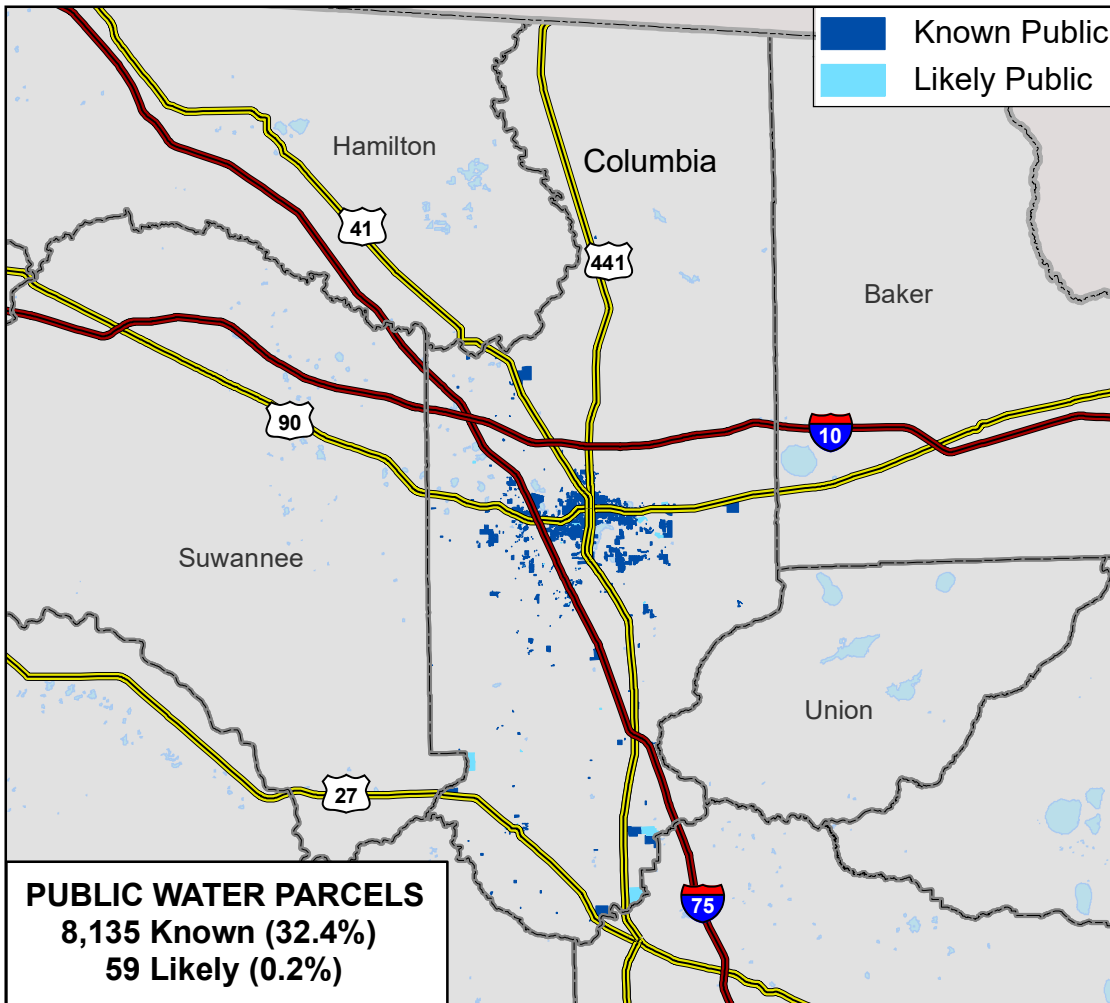 Known Public
Likely Public
Hamilton
Columbia
41
441
Baker
90
10
Suwannee
Union
27
75
PUBLIC WATER PARCELS
8,135 Known (32.4%)
59 Likely (0.2%)